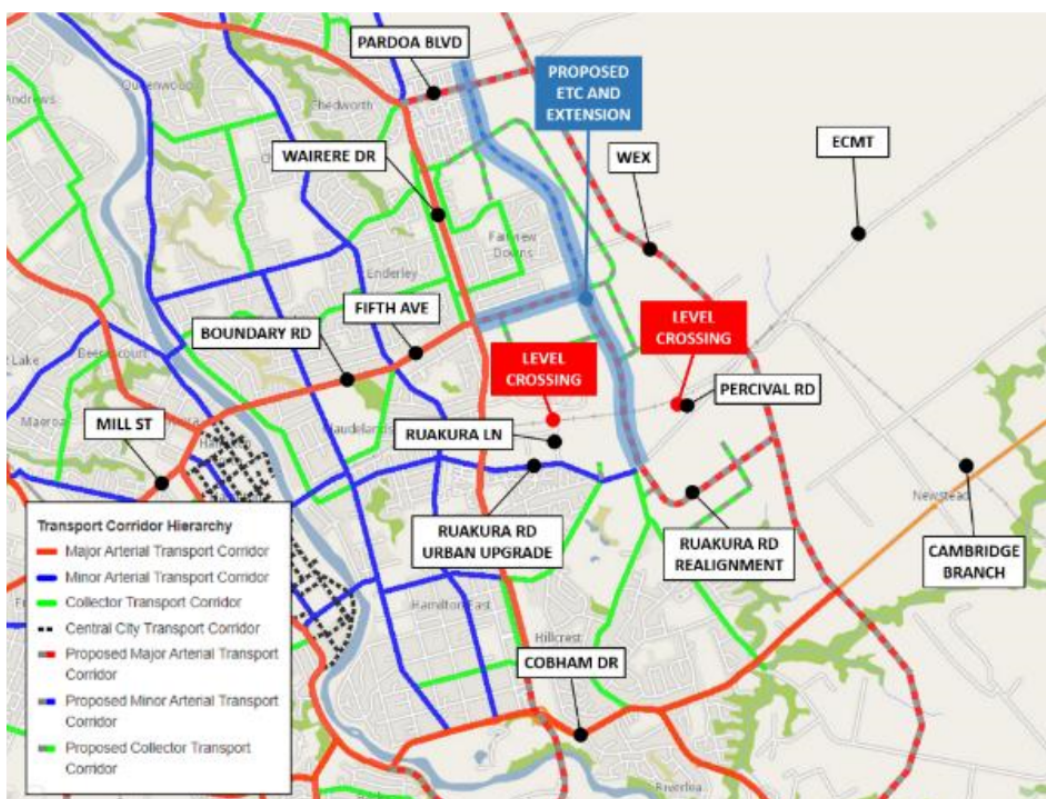 PARDOA BLVD
PROPOSED
ETC AND
EXTENSION
Queenwood
WAIRERE DR
WEX
ECMT
Fairview
Downs
Enderley
FIFTH AVE
BOUNDARY RD
LEVEL
CROSSING
LEVEL
CROSSING
Maeroa
MILL ST
PERCIVAL RD
RUAKURA LN
Newstead
RUAKURA RD
URBAN UPGRADE
RUAKURA RD
REALIGNMENT
CAMBRIDGE
BRANCH
Hamilton East
Hillcrest
COBHAM DR
Riverlea
Transport Corridor Hierarchy
Major Arterial Transport Corridor
Minor Arterial Transport Corridor
Collector Transport Corridor
Central City Transport Corridor
Proposed Major Arterial Transport
Corridor
Proposed Minor Arterial Transport
Corridor
Proposed Collector Transport
Corridor